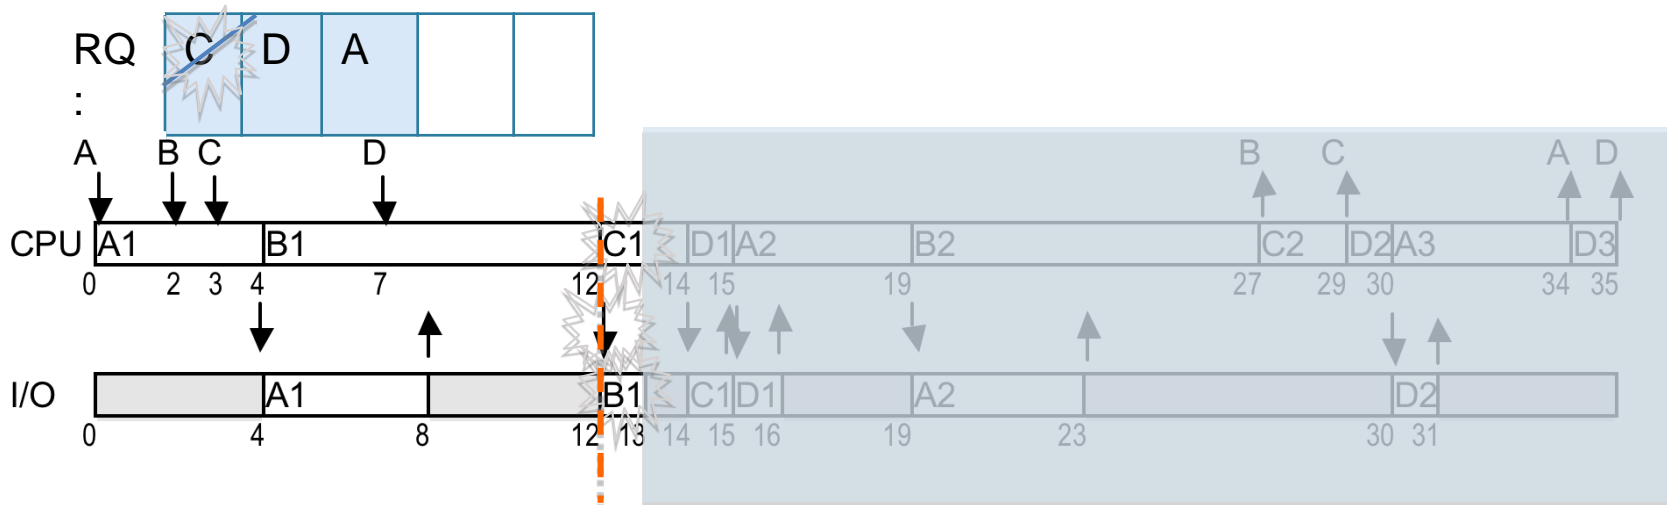 RQ C D A
:
A B C D B C A D
CPU A1 B1 C1 D1 A2 B2 C2 D2 A3 D3
0 2 3 4 7 12 14 15 19 27 29 30 34 35
I/O A1 B1 C1 D1 A2 D2
0 4 8 12 13 14 15 16 19 23 30 31